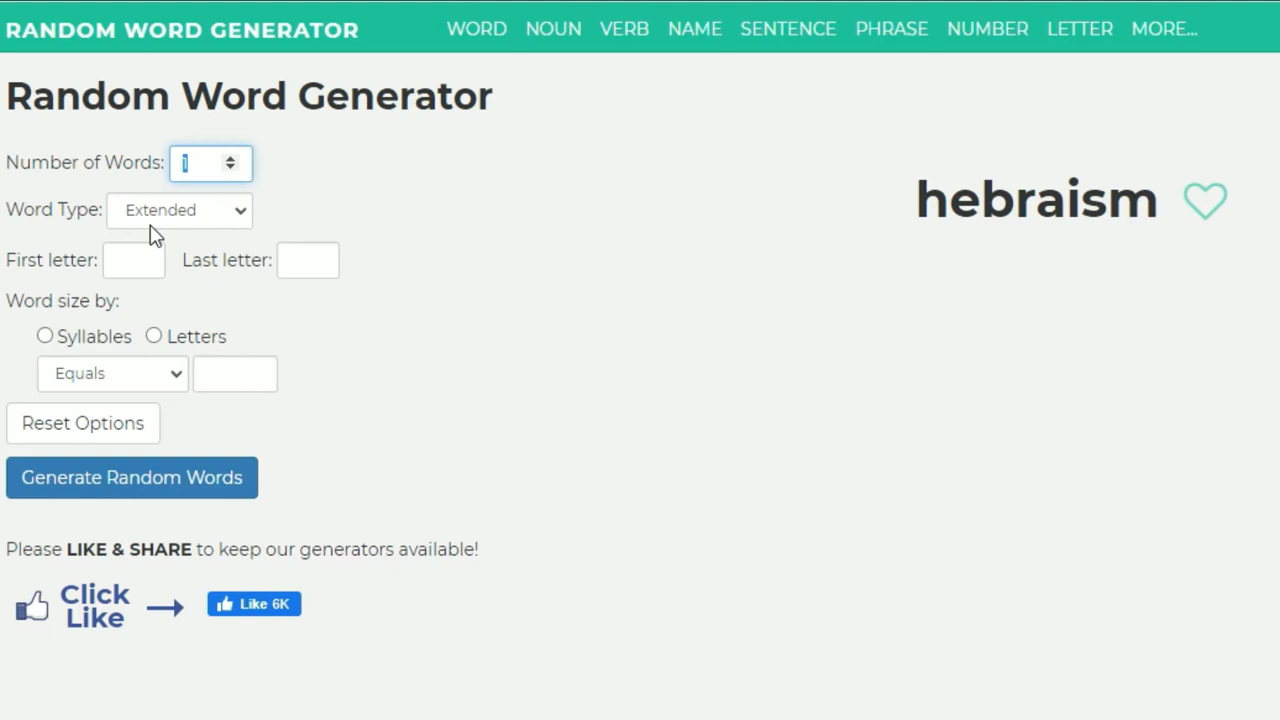 RANDOM WORD GENERATOR WORD NOUN VERB NAME SENTENCE PHRASE NUMBER LETTER MORE...
Random Word Generator
Number of Words: 1
Word Type: Extended
hebraism
First letter: Last letter:
Word size by:
Syllables Letters
Equals
Reset Options
Generate Random Words
Please LIKE & SHARE to keep our generators available!
Click
Like
Like 6K